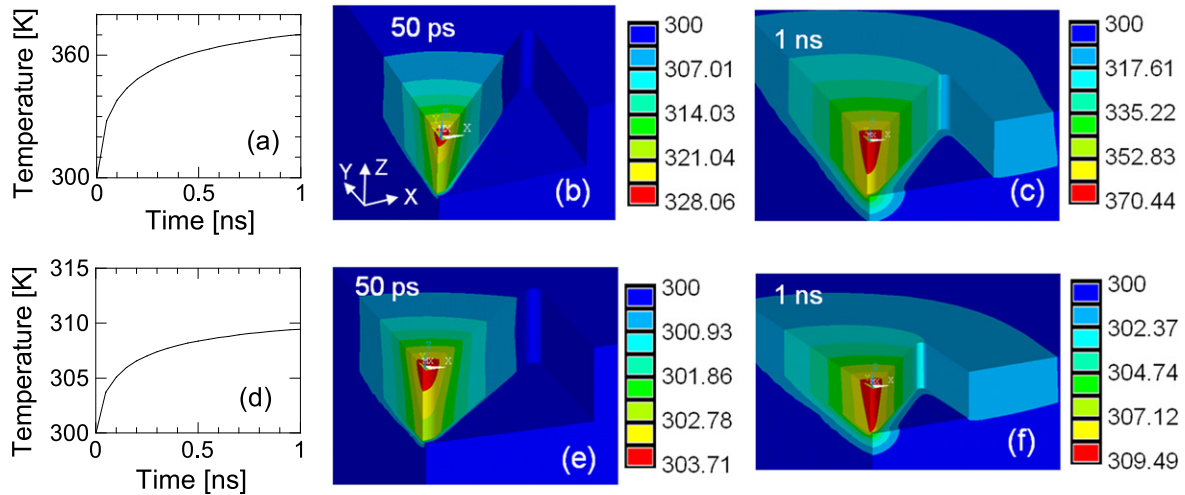 Temperature [K]
360
330
300
0
0.5
1
Time [ns]
(a)
50 ps
Y
Z
X
X
(b)
300
307.01
314.03
321.04
328.06
1 ns
X
(c)
300
317.61
335.22
352.83
370.44
Temperature [K]
315
310
305
300
0
0.5
1
Time [ns]
(d)
50 ps
X
(e)
300
300.93
301.86
302.78
303.71
1 ns
X
(f)
300
302.37
304.74
307.12
309.49